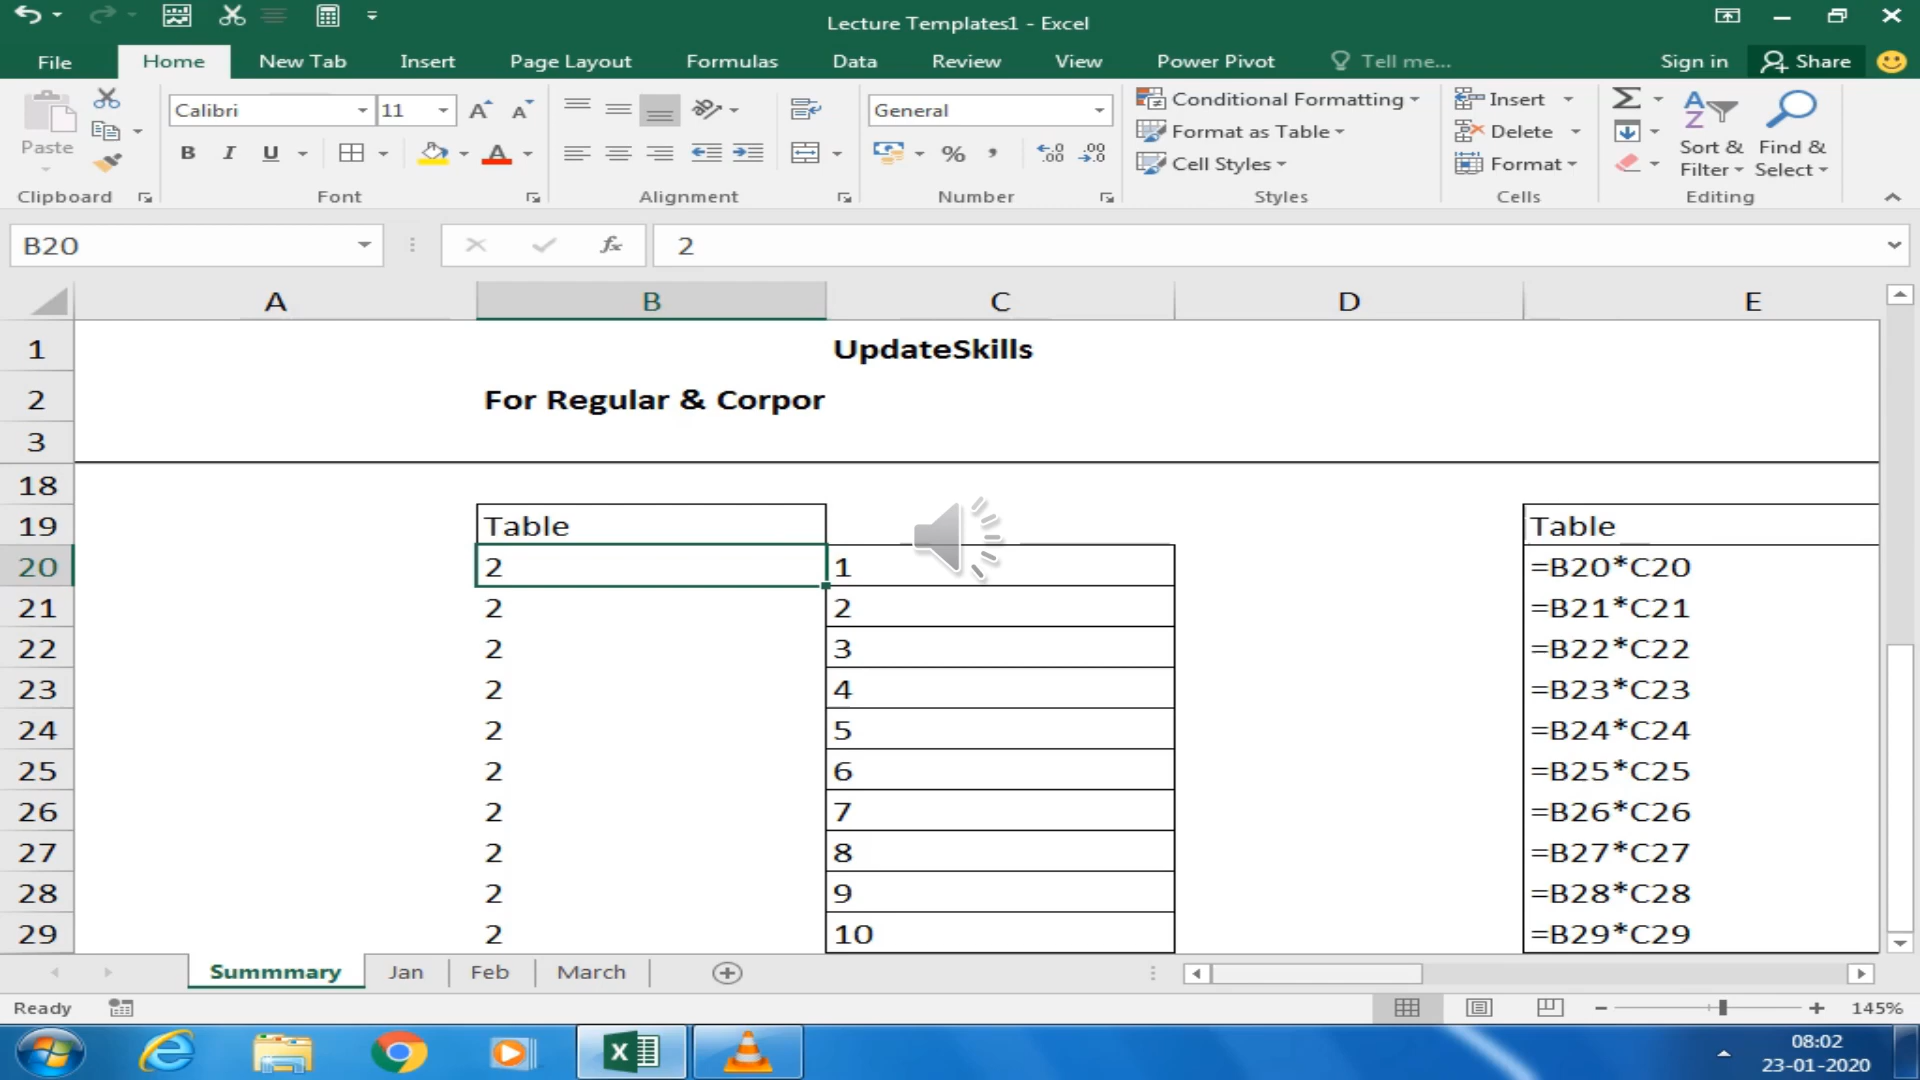 Lecture Templates1 - Excel
File Home New Tab Insert Page Layout Formulas Data Review View Power Pivot Tell me... Sign in Share
Calibri 11 General Conditional Formatting Insert
Paste Format as Table Delete Sort & Find &
B I U % Cell Styles Format Filter Select
Clipboard Font Alignment Number Styles Cells Editing
B20 fx 2
A B C D E
1 UpdateSkills
2 For Regular & Corpor
3
18
19 Table Table
20 2 1 =B20*C20
21 2 2 =B21*C21
22 2 3 =B22*C22
23 2 4 =B23*C23
24 2 5 =B24*C24
25 2 6 =B25*C25
26 2 7 =B26*C26
27 2 8 =B27*C27
28 2 9 =B28*C28
29 2 10 =B29*C29
Summmary Jan Feb March
Ready 145%
08:02
23-01-2020